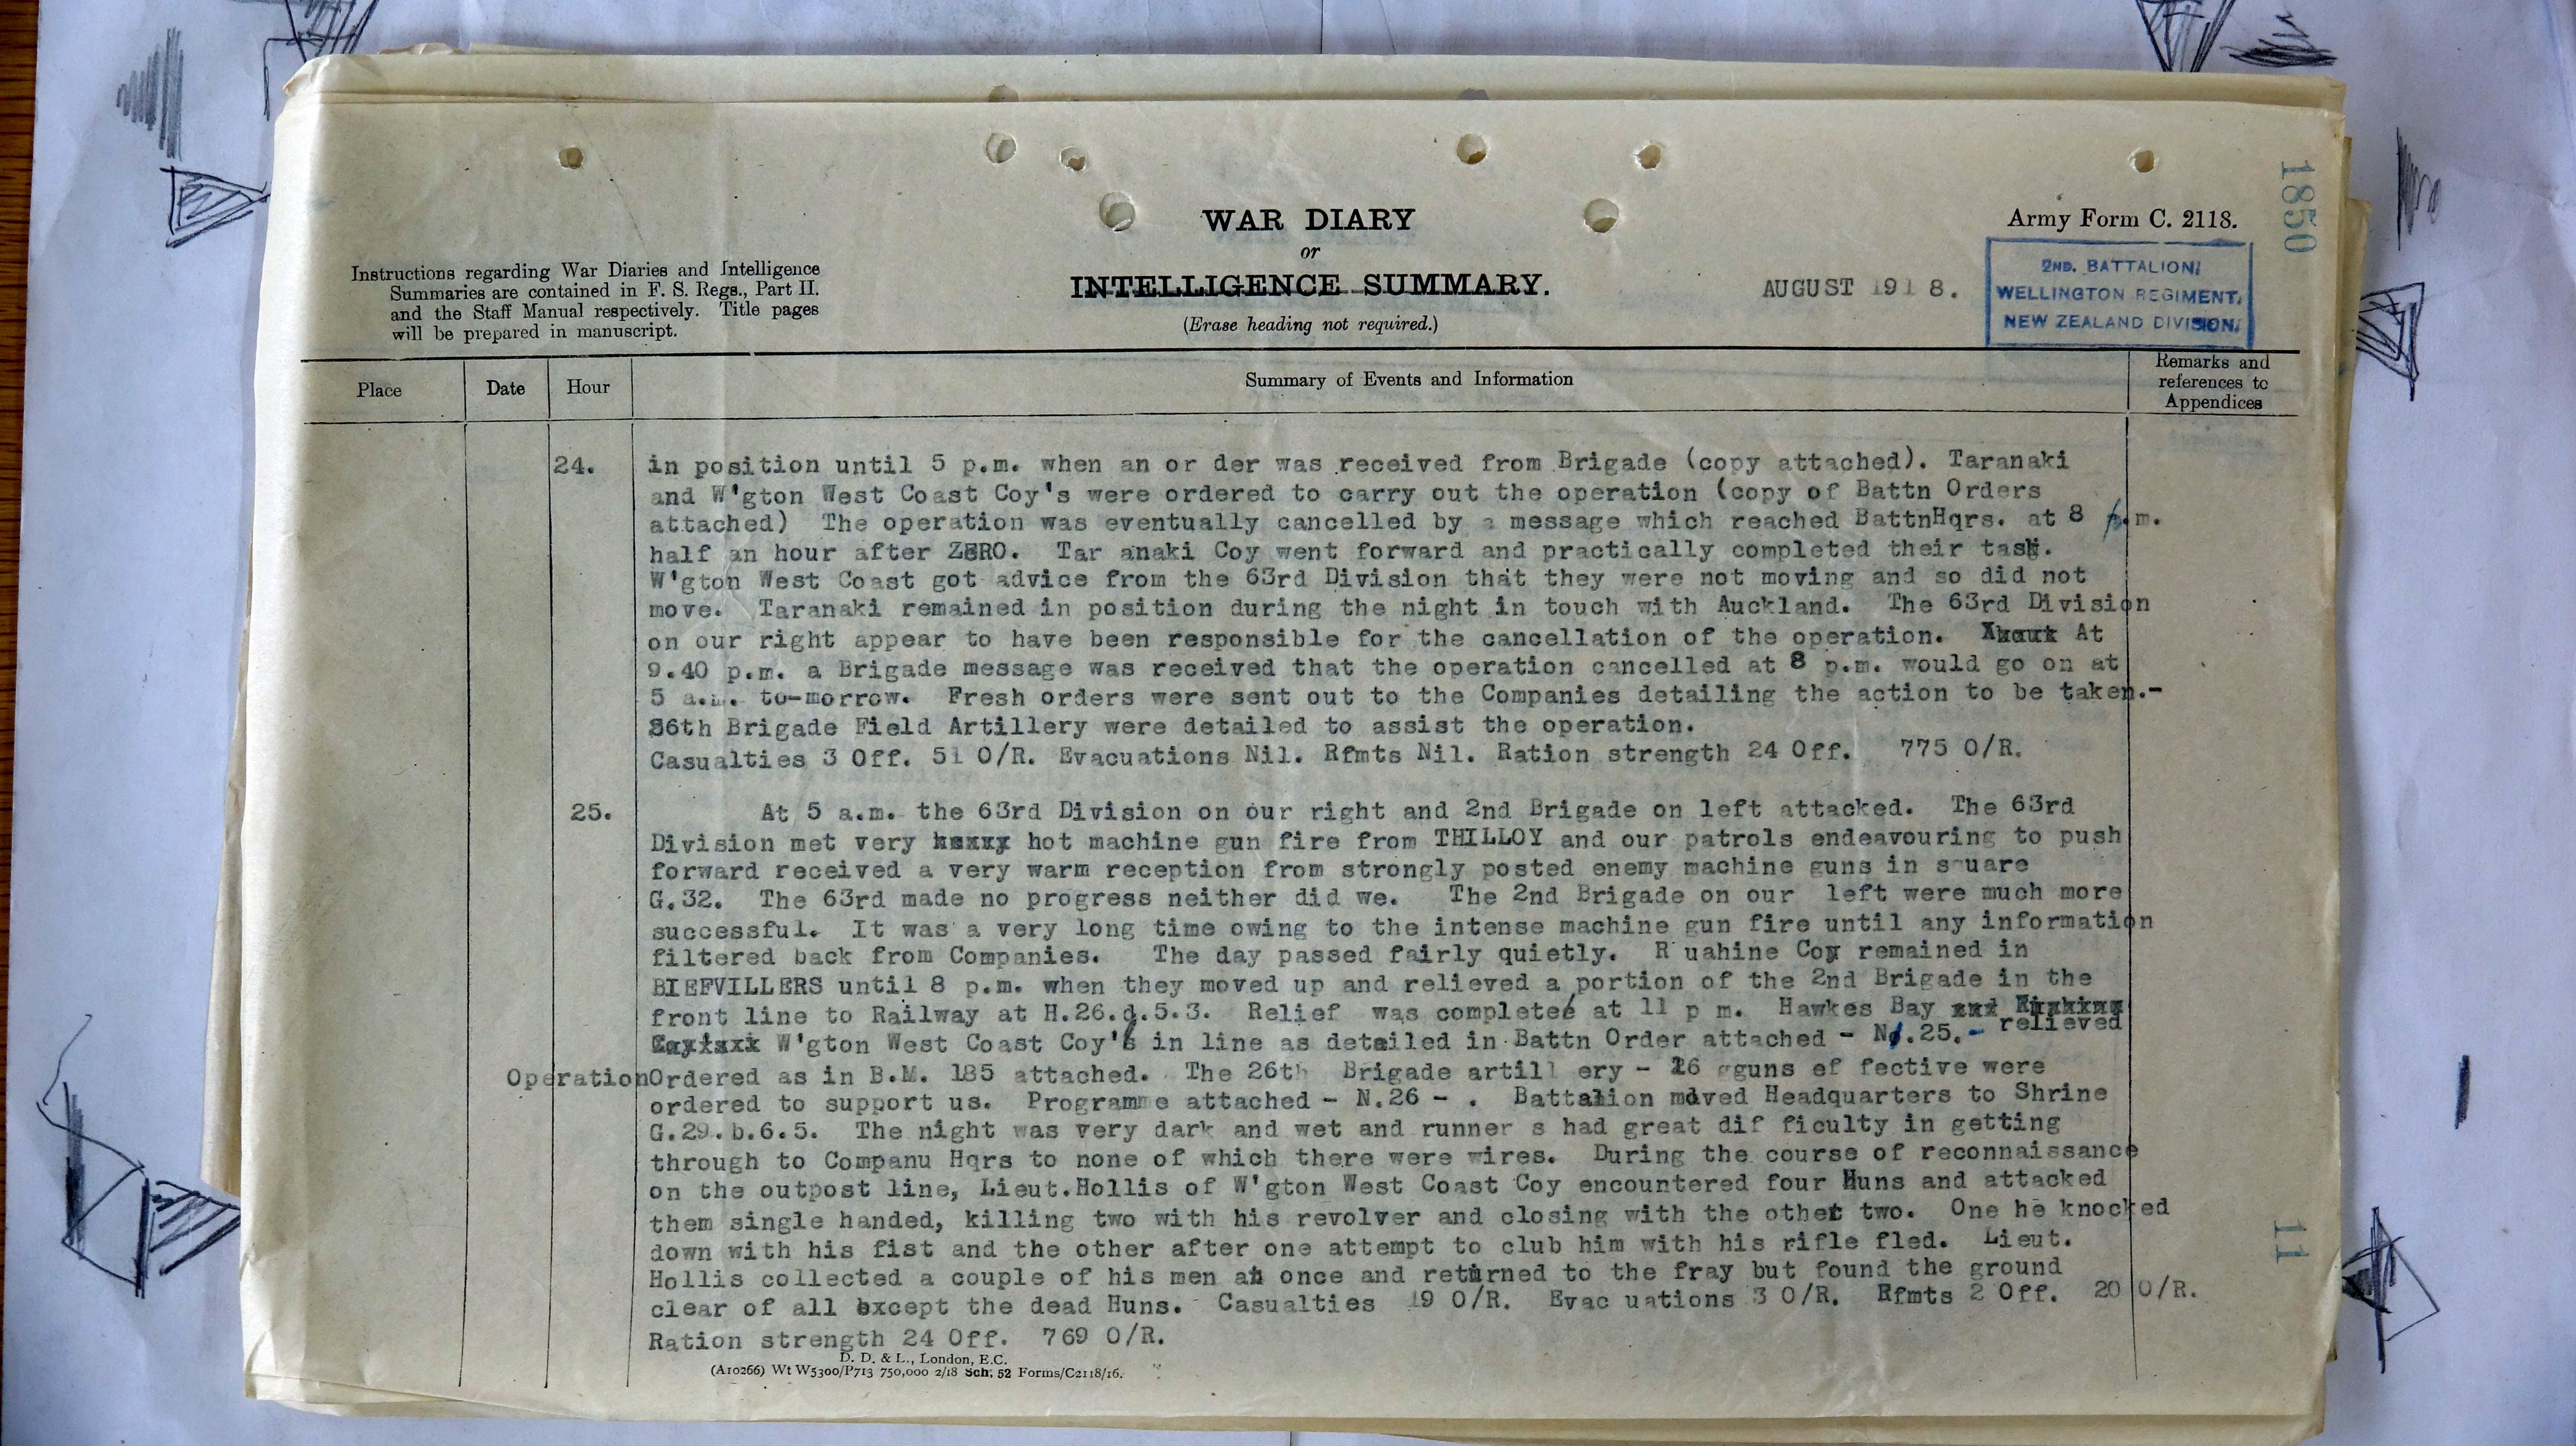 1850
WAR DIARY
or
INTELLIGENCE SUMMARY.
(Erase heading not required.)
Army Form C. 2118.
Instructions regarding War Diaries and Intelligence
Summaries are contained in F. S. Regs., Part II.
and the Staff Manual respectively. Title pages
will be prepared in manuscript.
AUGUST 1918.
2ND. BATTALION,
WELLINGTON REGIMENT,
NEW ZEALAND DIVISION.
Place
Date
Hour
Summary of Events and Information
Remarks and
references to
Appendices
24. in position until 5 p.m. when an or der was received from Brigade (copy attached). Taranaki
and W'gton West Coast Coy's were ordered to carry out the operation (copy of Battn Orders
attached) The operation was eventually cancelled by a message which reached BattnHqrs. at 8 p.m.
half an hour after ZERO. Tar anaki Coy went forward and practically completed their task.
W'gton West Coast got advice from the 63rd Division that they were not moving and so did not
move. Taranaki remained in position during the night in touch with Auckland. The 63rd Division
on our right appear to have been responsible for the cancellation of the operation. At
9.40 p.m. a Brigade message was received that the operation cancelled at 8 p.m. would go on at
5 a.m. to-morrow. Fresh orders were sent out to the Companies detailing the action to be taken.-
36th Brigade Field Artillery were detailed to assist the operation.
Casualties 3 Off. 51 O/R. Evacuations Nil. Rfmts Nil. Ration strength 24 Off. 775 O/R.
25. At 5 a.m. the 63rd Division on our right and 2nd Brigade on left attacked. The 63rd
Division met very hot machine gun fire from THILLOY and our patrols endeavouring to push
forward received a very warm reception from strongly posted enemy machine guns in s uare
G.32. The 63rd made no progress neither did we. The 2nd Brigade on our left were much more
successful. It was a very long time owing to the intense machine gun fire until any information
filtered back from Companies. The day passed fairly quietly. R uahine Coy remained in
BIEFVILLERS until 8 p.m. when they moved up and relieved a portion of the 2nd Brigade in the
front line to Railway at H.26.d.5.3. Relief was complete at 11 p m. Hawkes Bay relieved
W'gton West Coast Coy's in line as detailed in Battn Order attached - N.25.-
Operation Ordered as in B.M. 185 attached. The 26th Brigade artill ery - 16 gguns ef fective were
ordered to support us. Programme attached - N.26 - . Battalion moved Headquarters to Shrine
G.29.b.6.5. The night was very dark and wet and runner s had great dif ficulty in getting
through to Companu Hqrs to none of which there were wires. During the course of reconnaissance
on the outpost line, Lieut.Hollis of W'gton West Coast Coy encountered four Huns and attacked
them single handed, killing two with his revolver and closing with the other two. One he knocked
down with his fist and the other after one attempt to club him with his rifle fled. Lieut.
Hollis collected a couple of his men at once and returned to the fray but found the ground
clear of all except the dead Huns. Casualties 19 O/R. Evac uations 3 O/R. Rfmts 2 Off. 20 O/R.
Ration strength 24 Off. 769 O/R.
11
D. D. & L., London, E.C.
(A10266) Wt W5300/P713 750,000 2/18 Sch. 52 Forms/C2118/16.